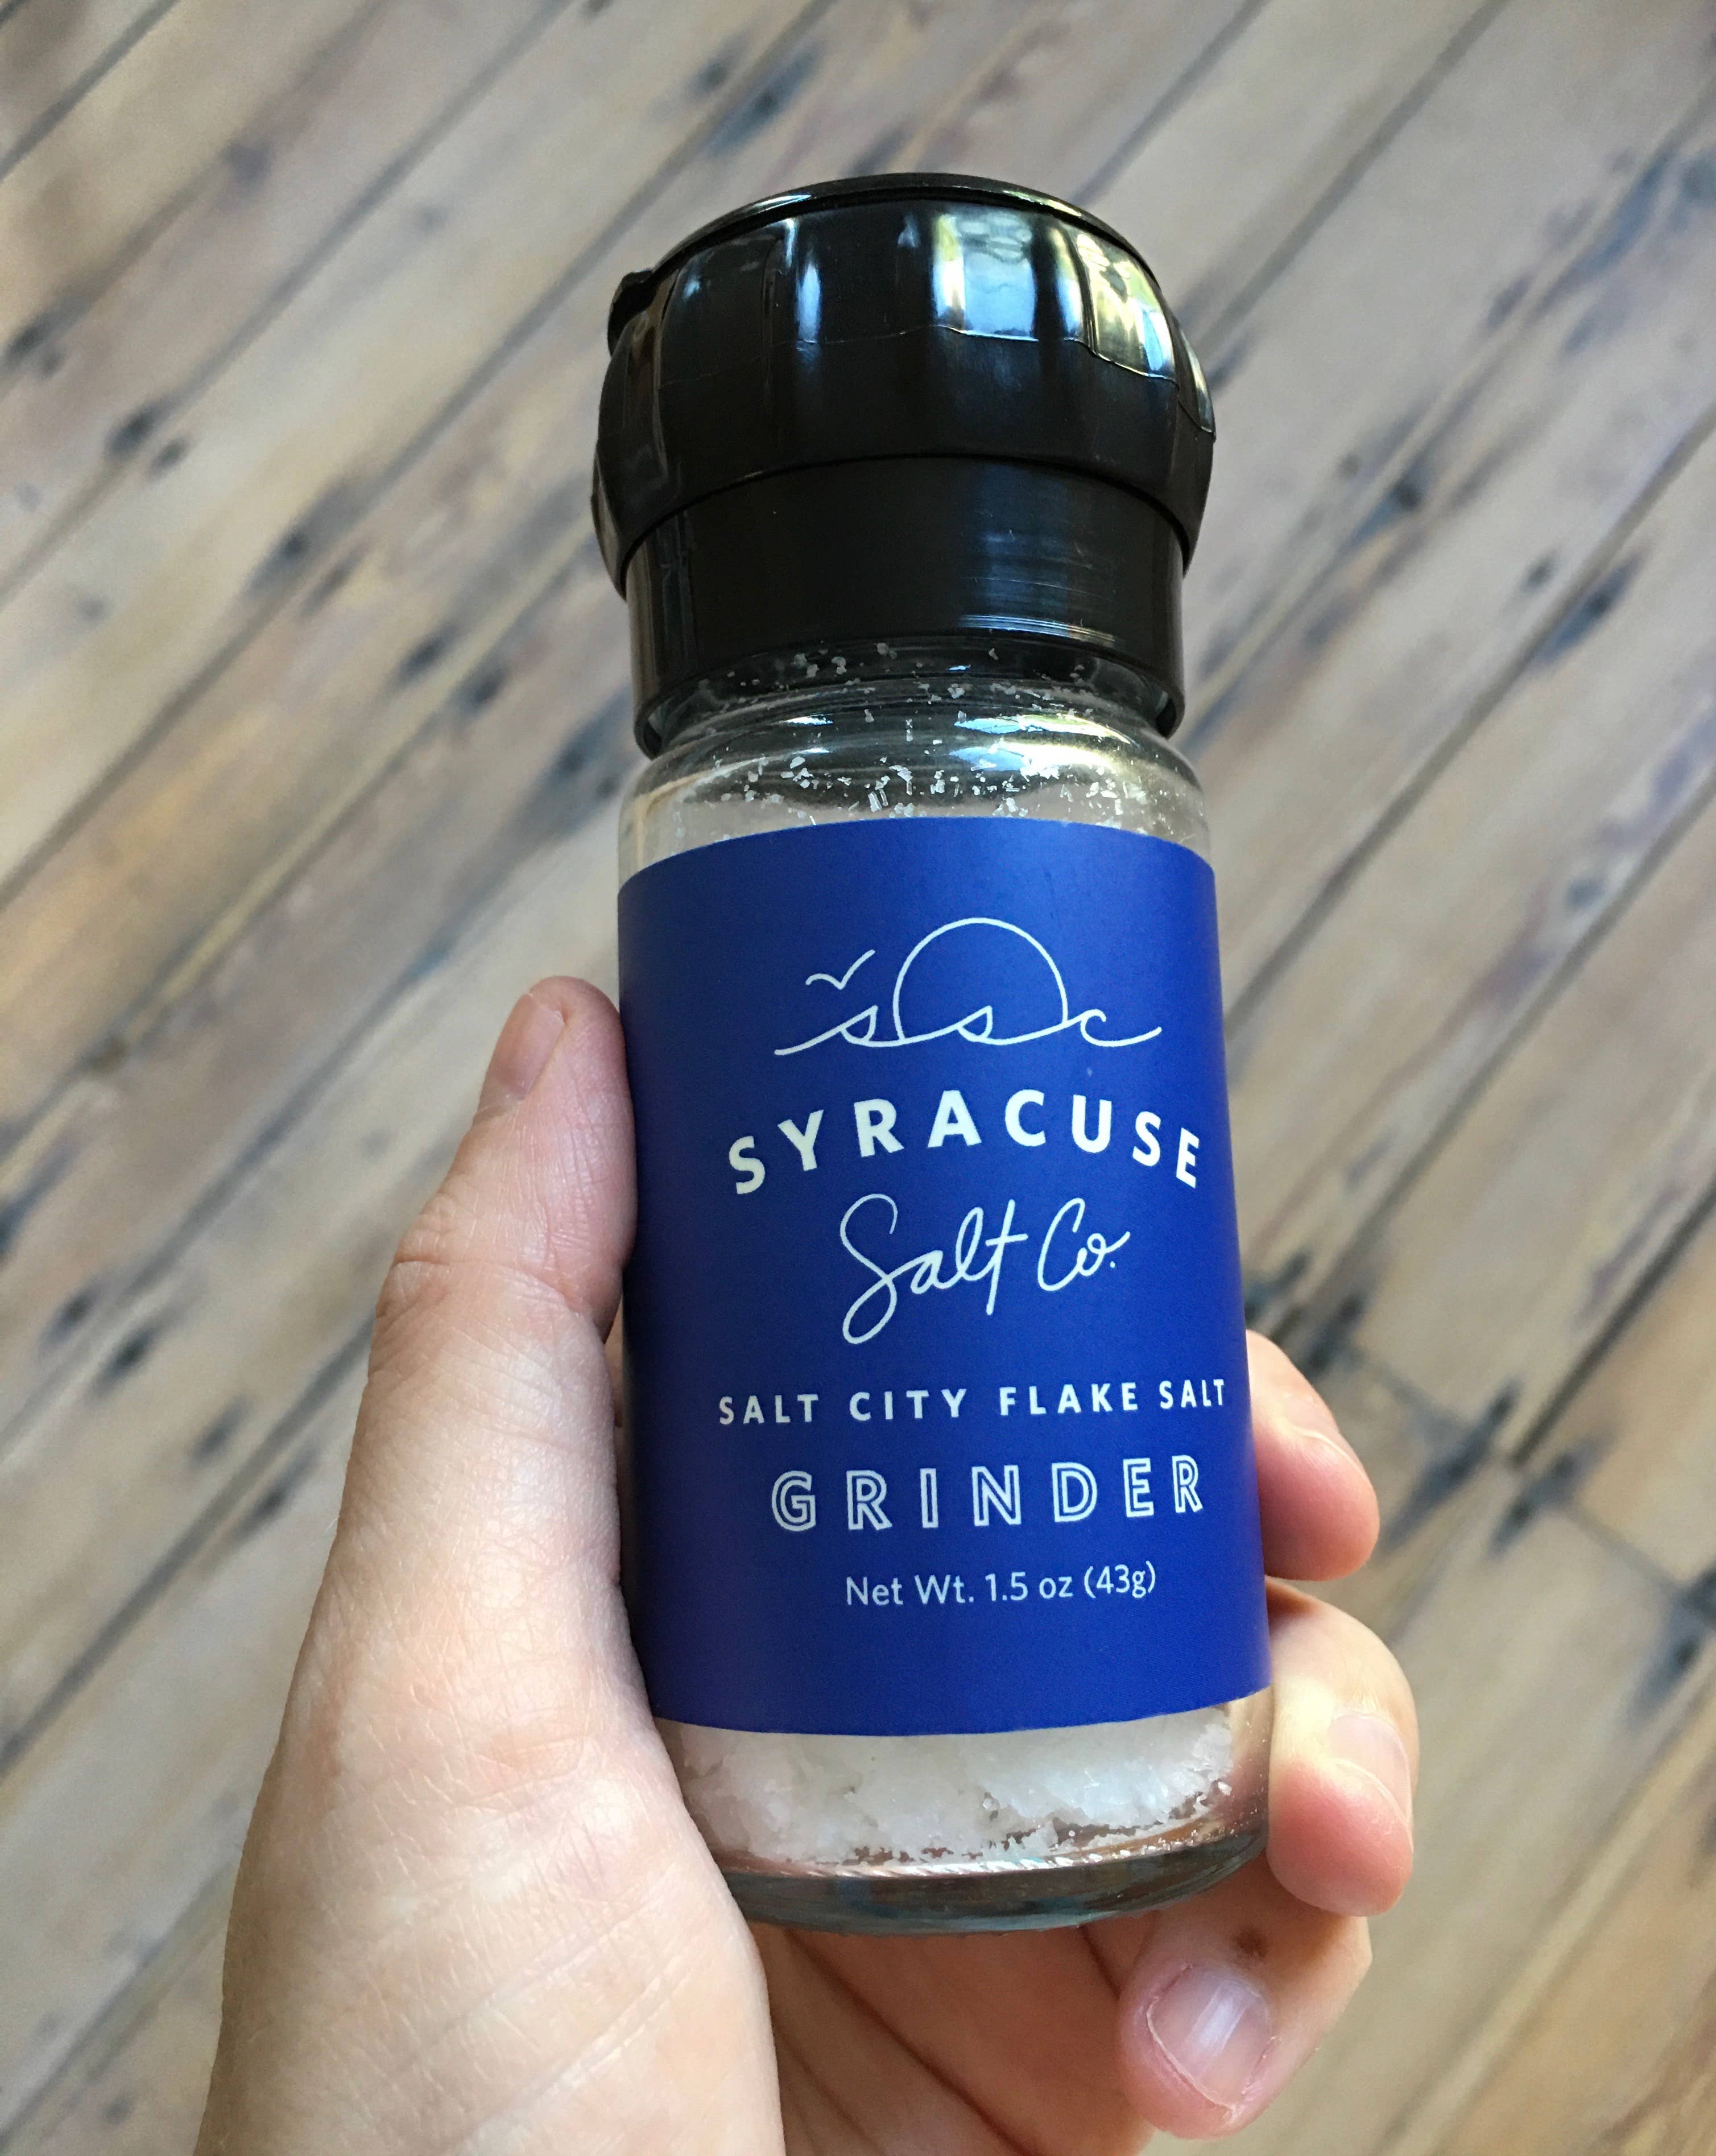 ssc
SYRACUSE
Salt Co.
SALT CITY FLAKE SALT
GRINDER
Net Wt. 1.5 oz (43g)